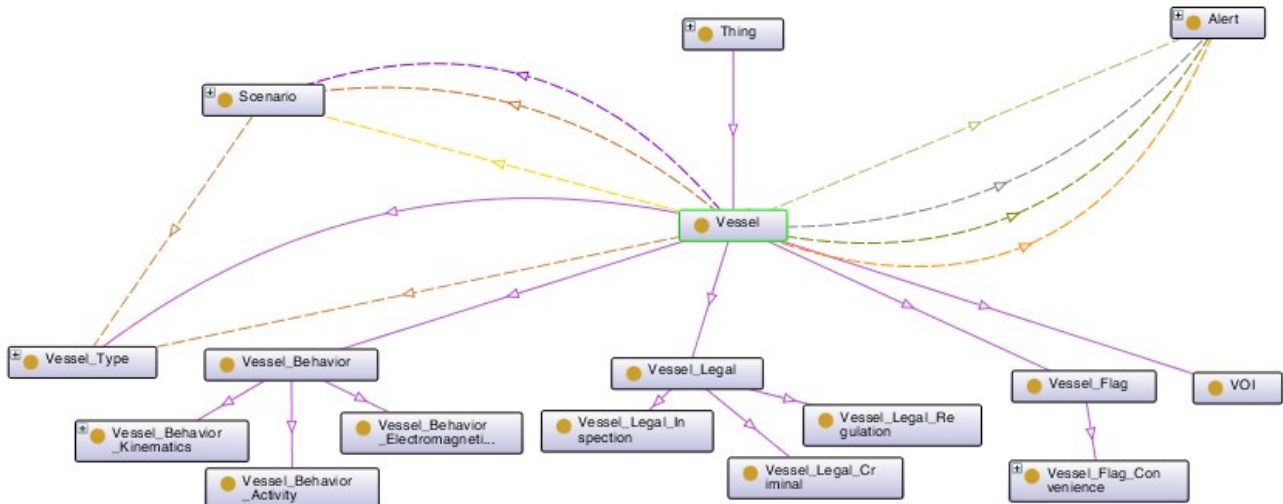 Thing
Alert
Scenario
Vessel
Vessel_Type
Vessel_Behavior
Vessel_Legal
Vessel_Flag
VOI
Vessel_Behavior
_Kinematics
Vessel_Behavior
_Electromagneti...
Vessel_Legal_In
spection
Vessel_Legal_Re
gulation
Vessel_Behavior
_Activity
Vessel_Legal_Cr
iminal
Vessel_Flag_Con
venience